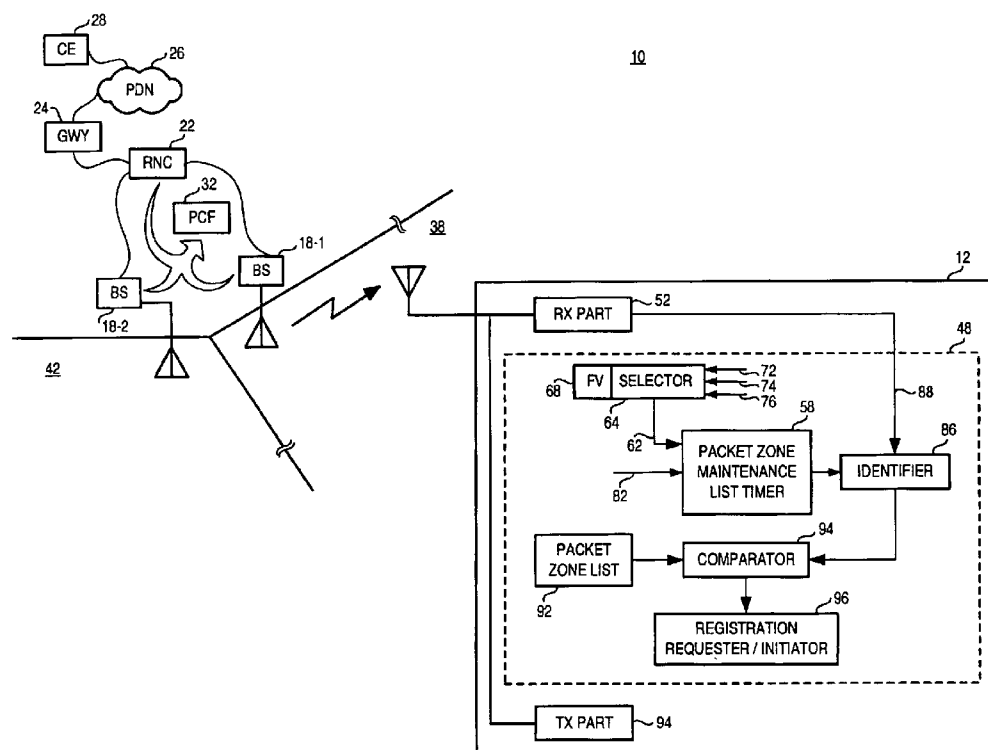 28
CE
26
PDN
10
24
GWY
22
RNC
32
PCF
38
18-1
BS
BS
18-2
42
12
RX PART
52
48
68
FV
SELECTOR
72
74
76
64
88
62
58
PACKET ZONE
MAINTENANCE
LIST TIMER
86
IDENTIFIER
82
94
PACKET
ZONE LIST
COMPARATOR
92
96
REGISTRATION
REQUESTER / INITIATOR
TX PART
94